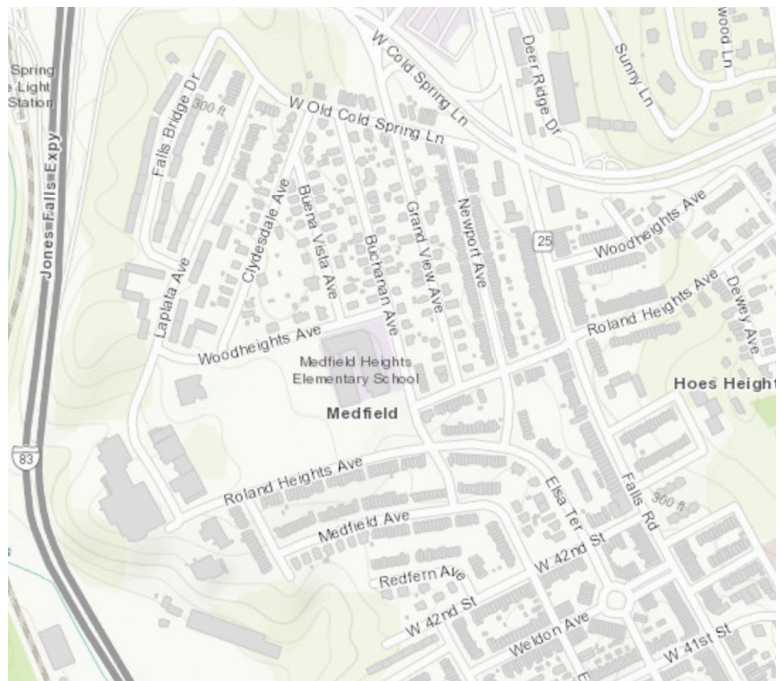 W Cold Spring Ln
Deer Ridge Dr
Sunny Ln
wood Ln
Spring
e Light
Station
Falls Bridge Dr
300 ft
W Old Cold Spring Ln
Jones Falls Expy
Clydesdale Ave
Buena Vista Ave
Buchanan Ave
Grand View Ave
Newport Ave
25
Woodheights Ave
Laplata Ave
Roland Heights Ave
Dewey Ave
Woodheights Ave
Medfield Heights
Elementary School
Hoes Height
Medfield
83
Roland Heights Ave
Elsa Ter
Falls Rd
300 ft
Medfield Ave
W 42nd St
Redfern Ave
W 42nd St
Weldon Ave
W 41st St